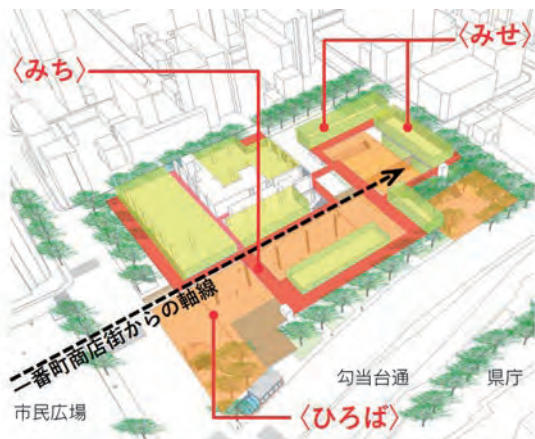 〈みち〉
〈みせ〉
二番町商店街からの軸線
市民広場
勾当台通
県庁
〈ひろば〉